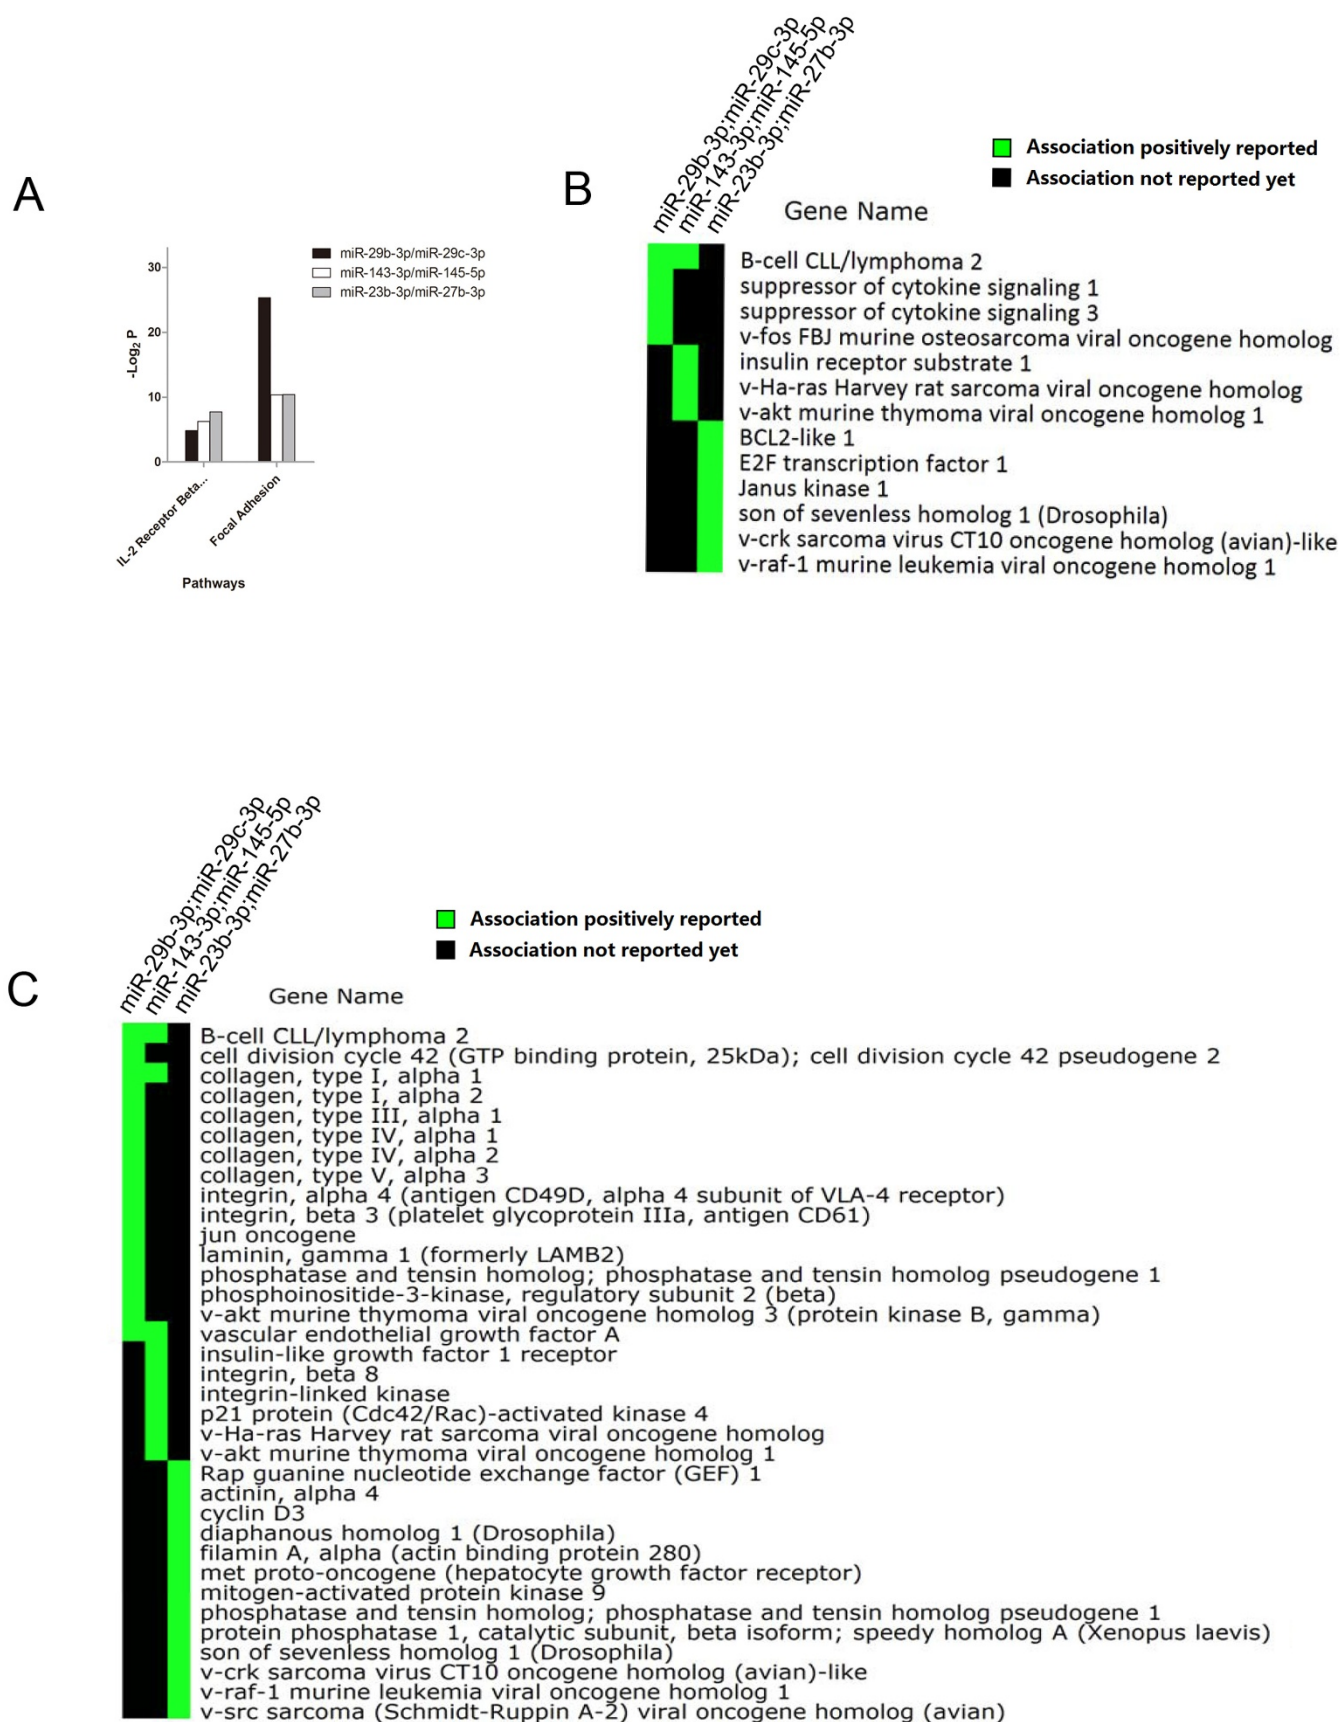 A
-Log2 P
30
20
10
0
miR-29b-3p/miR-29c-3p
miR-143-3p/miR-145-5p
miR-23b-3p/miR-27b-3p
IL-2 Receptor Beta...
Focal Adhesion
Pathways
B
miR-29b-3p;miR-29c-3p
miR-143-3p;miR-145-5p
miR-23b-3p;miR-27b-3p
Association positively reported
Association not reported yet
Gene Name
B-cell CLL/lymphoma 2
suppressor of cytokine signaling 1
suppressor of cytokine signaling 3
v-fos FBJ murine osteosarcoma viral oncogene homolog
insulin receptor substrate 1
v-Ha-ras Harvey rat sarcoma viral oncogene homolog
v-akt murine thymoma viral oncogene homolog 1
BCL2-like 1
E2F transcription factor 1
Janus kinase 1
son of sevenless homolog 1 (Drosophila)
v-crk sarcoma virus CT10 oncogene homolog (avian)-like
v-raf-1 murine leukemia viral oncogene homolog 1
C
miR-29b-3p;miR-29c-3p
miR-143-3p;miR-145-5p
miR-23b-3p;miR-27b-3p
Association positively reported
Association not reported yet
Gene Name
B-cell CLL/lymphoma 2
cell division cycle 42 (GTP binding protein, 25kDa); cell division cycle 42 pseudogene 2
collagen, type I, alpha 1
collagen, type I, alpha 2
collagen, type III, alpha 1
collagen, type IV, alpha 1
collagen, type IV, alpha 2
collagen, type V, alpha 3
integrin, alpha 4 (antigen CD49D, alpha 4 subunit of VLA-4 receptor)
integrin, beta 3 (platelet glycoprotein IIIa, antigen CD61)
jun oncogene
laminin, gamma 1 (formerly LAMB2)
phosphatase and tensin homolog; phosphatase and tensin homolog pseudogene 1
phosphoinositide-3-kinase, regulatory subunit 2 (beta)
v-akt murine thymoma viral oncogene homolog 3 (protein kinase B, gamma)
vascular endothelial growth factor A
insulin-like growth factor 1 receptor
integrin, beta 8
integrin-linked kinase
p21 protein (Cdc42/Rac)-activated kinase 4
v-Ha-ras Harvey rat sarcoma viral oncogene homolog
v-akt murine thymoma viral oncogene homolog 1
Rap guanine nucleotide exchange factor (GEF) 1
actinin, alpha 4
cyclin D3
diaphanous homolog 1 (Drosophila)
filamin A, alpha (actin binding protein 280)
met proto-oncogene (hepatocyte growth factor receptor)
mitogen-activated protein kinase 9
phosphatase and tensin homolog; phosphatase and tensin homolog pseudogene 1
protein phosphatase 1, catalytic subunit, beta isoform; speedy homolog A (Xenopus laevis)
son of sevenless homolog 1 (Drosophila)
v-crk sarcoma virus CT10 oncogene homolog (avian)-like
v-raf-1 murine leukemia viral oncogene homolog 1
v-src sarcoma (Schmidt-Ruppin A-2) viral oncogene homolog (avian)